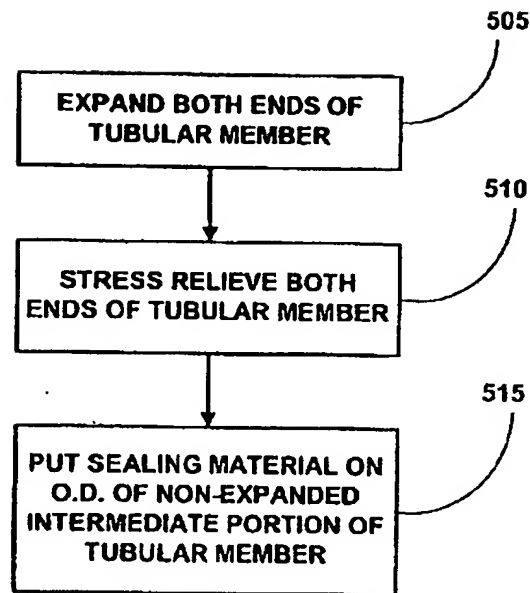 505
EXPAND BOTH ENDS OF
TUBULAR MEMBER
510
STRESS RELIEVE BOTH
ENDS OF TUBULAR MEMBER
515
PUT SEALING MATERIAL ON
O.D. OF NON-EXPANDED
INTERMEDIATE PORTION OF
TUBULAR MEMBER